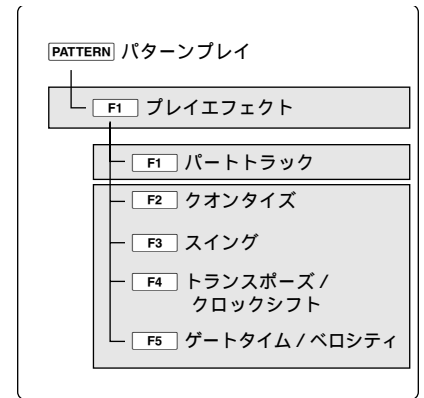 PATTERN パターンプレイ
F1 プレイエフェクト
F1 パートトラック
F2 クオンタイズ
F3 スイング
F4 トランスポーズ /
クロックシフト
F5 ゲートタイム / ベロシティ